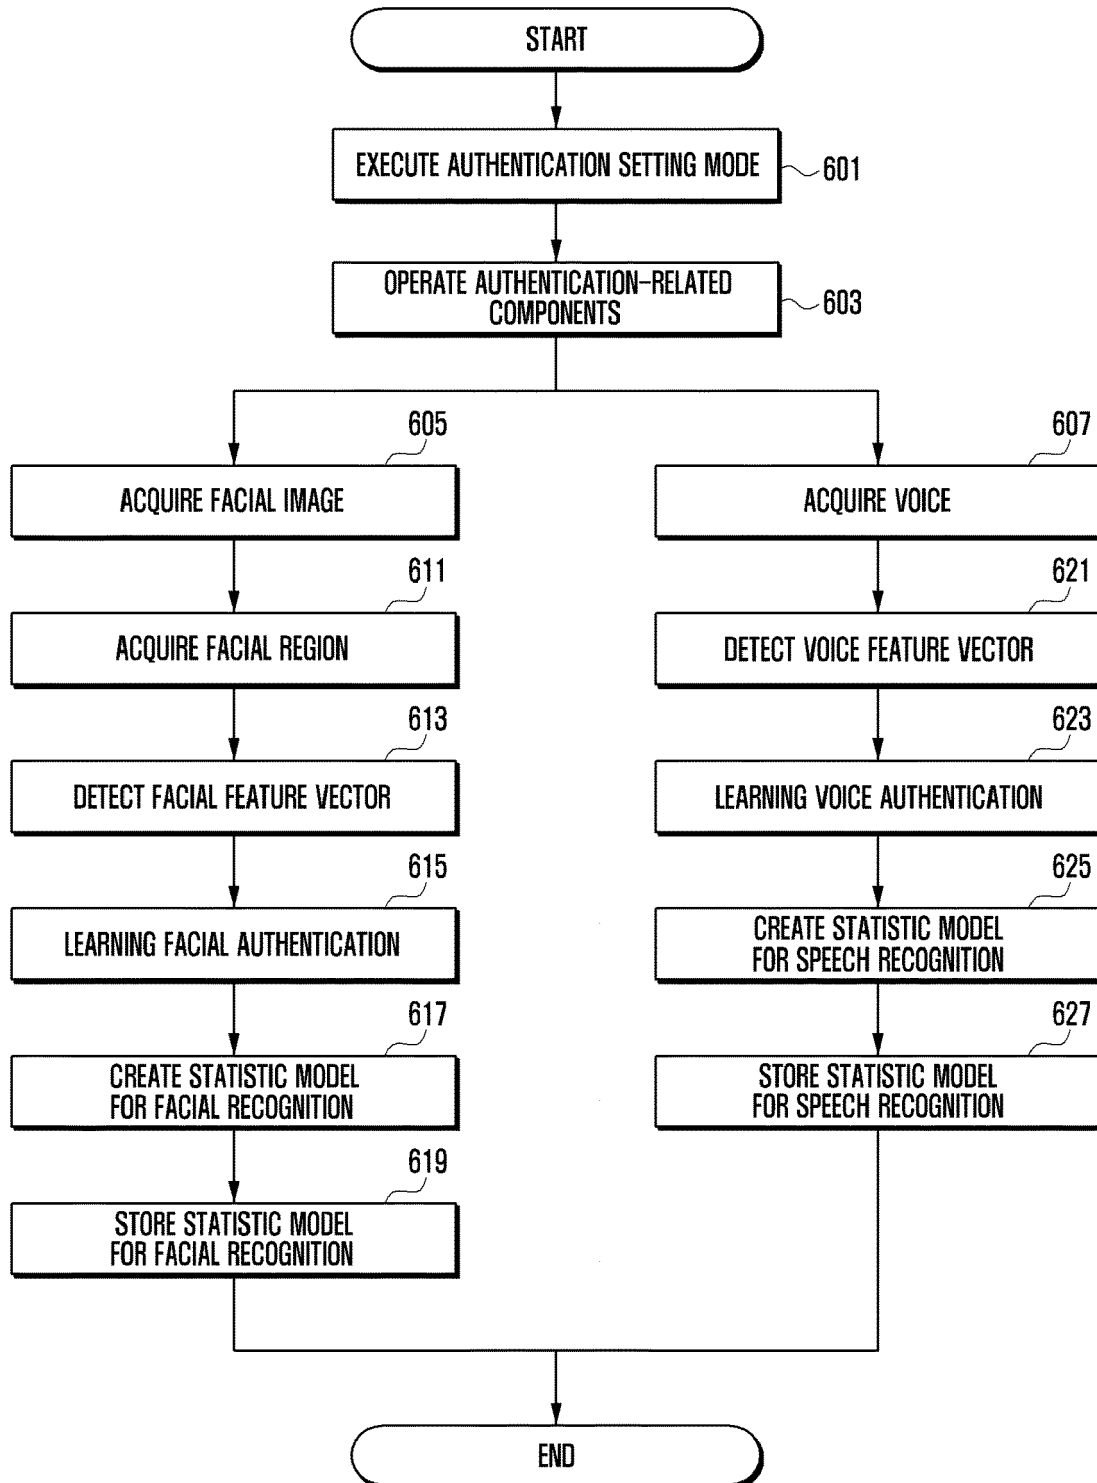 START
EXECUTE AUTHENTICATION SETTING MODE
601
OPERATE AUTHENTICATION-RELATED
COMPONENTS
603
605
ACQUIRE FACIAL IMAGE
607
ACQUIRE VOICE
611
ACQUIRE FACIAL REGION
621
DETECT VOICE FEATURE VECTOR
613
DETECT FACIAL FEATURE VECTOR
623
LEARNING VOICE AUTHENTICATION
615
LEARNING FACIAL AUTHENTICATION
625
CREATE STATISTIC MODEL
FOR SPEECH RECOGNITION
617
CREATE STATISTIC MODEL
FOR FACIAL RECOGNITION
627
STORE STATISTIC MODEL
FOR SPEECH RECOGNITION
619
STORE STATISTIC MODEL
FOR FACIAL RECOGNITION
END